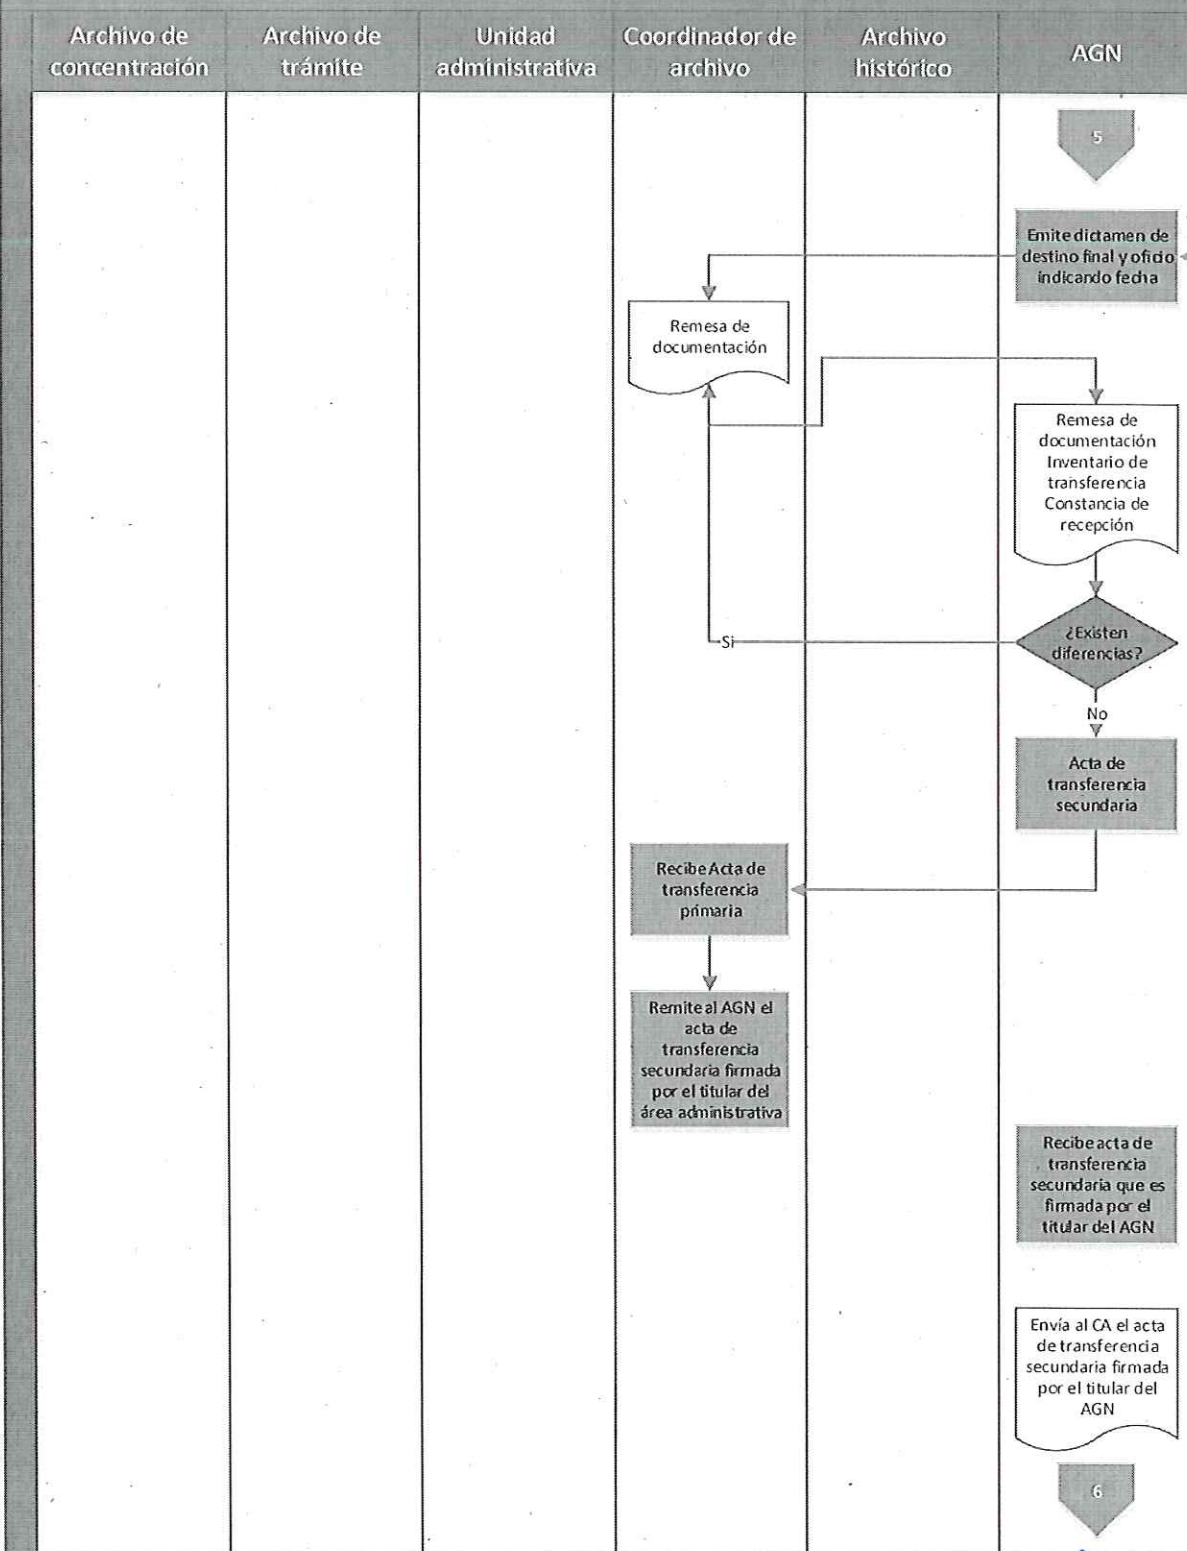 Archivo de
concentración
Archivo de
trámite
Unidad
administrativa
Coordinador de
archivo
Archivo
histórico
AGN
5
Emite dictamen de
destino final y oficio
indicando fecha
Remesa de
documentación
Remesa de
documentación
Inventario de
transferencia
Constancia de
recepción
¿Existen
diferencias?
Si
No
Acta de
transferencia
secundaria
Recibe Acta de
transferencia
primaria
Remite al AGN el
acta de
transferencia
secundaria firmada
por el titular del
área administrativa
Recibe acta de
transferencia
secundaria que es
firmada por el
titular del AGN
Envía al CA el acta
de transferencia
secundaria firmada
por el titular del
AGN
6